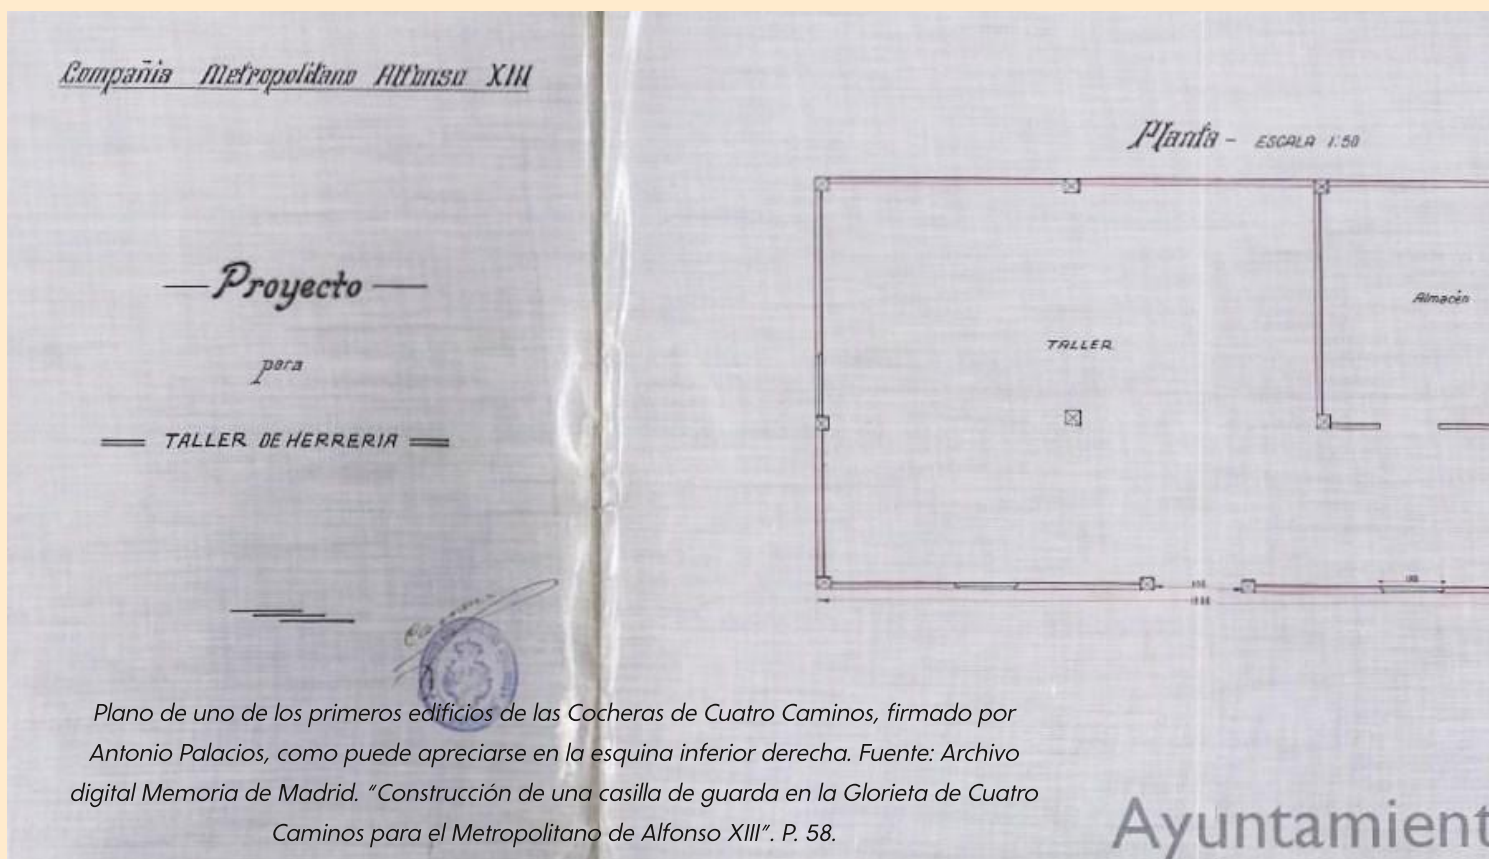 Compañia Metropolitano Alfonso XIII
Proyecto
para
TALLER DE HERRERIA
Planta - ESCALA 1:50
TALLER
Almacén
Plano de uno de los primeros edificios de las Cocheras de Cuatro Caminos, firmado por
Antonio Palacios, como puede apreciarse en la esquina inferior derecha. Fuente: Archivo
digital Memoria de Madrid. “Construcción de una casilla de guarda en la Glorieta de Cuatro
Caminos para el Metropolitano de Alfonso XIII”. P. 58.
Ayuntamient